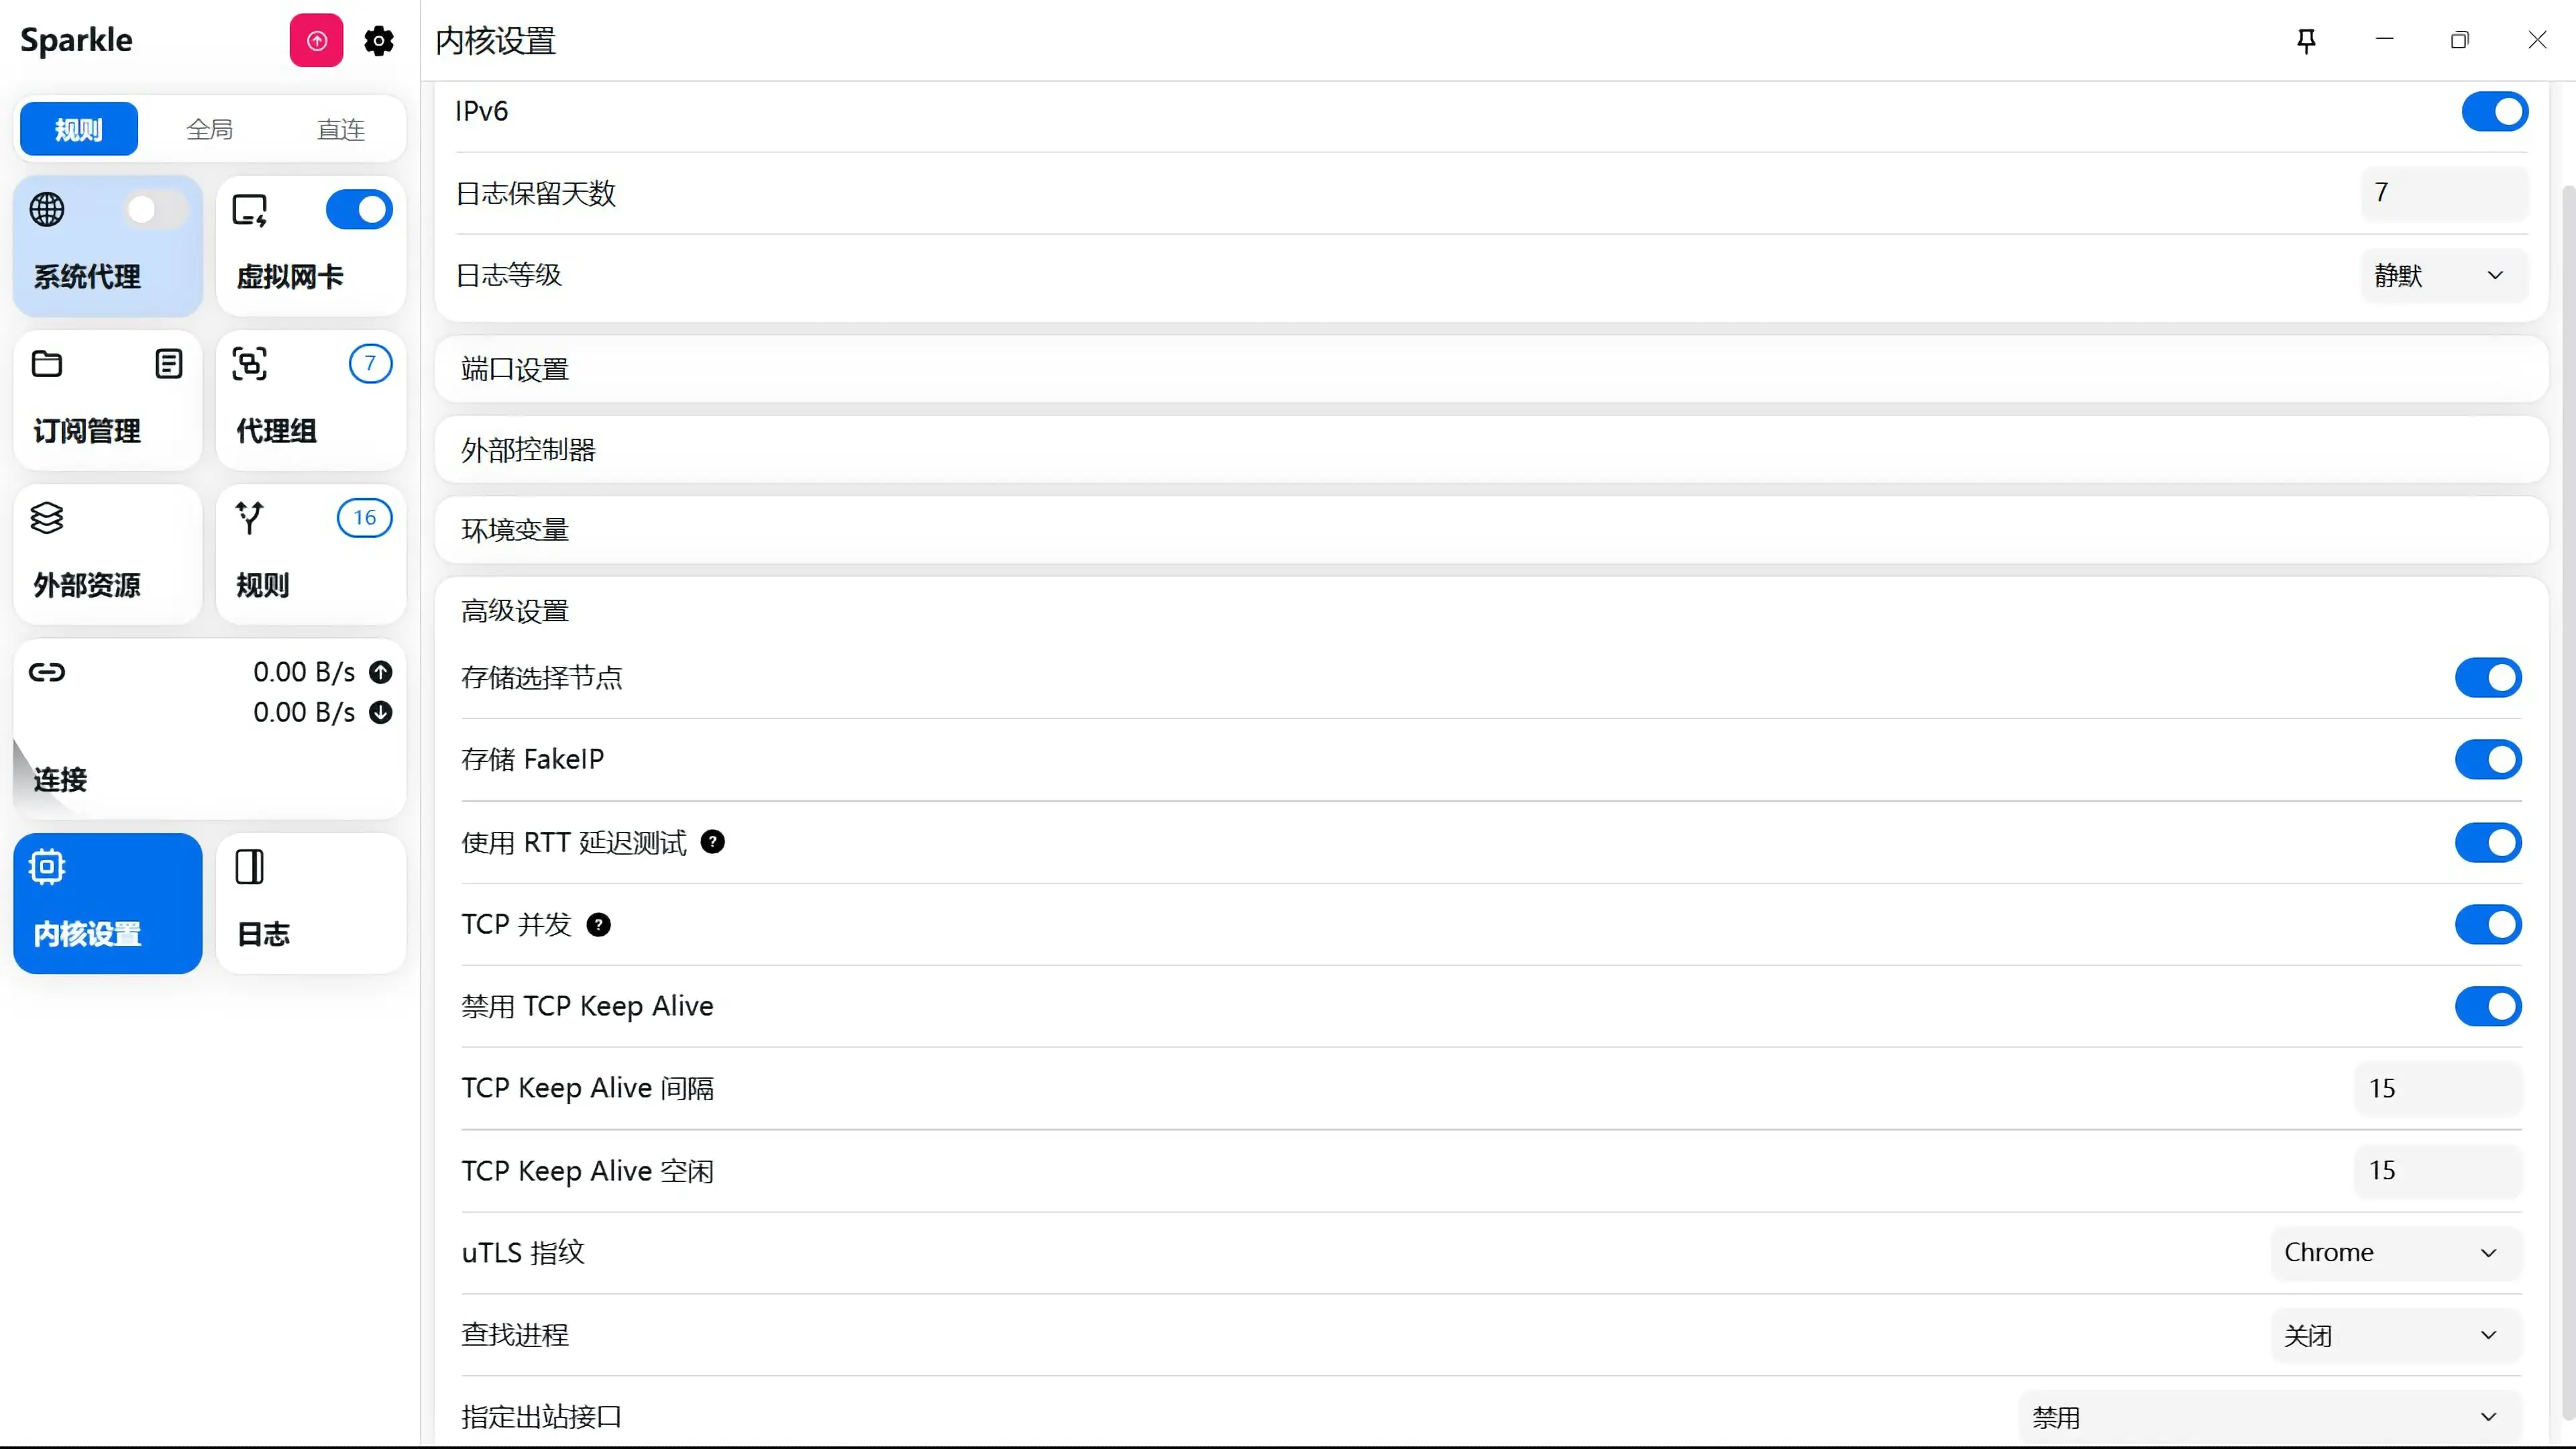 Sparkle
规则
全局
直连
系统代理
虚拟网卡
订阅管理
7
代理组
外部资源
16
规则
0.00 B/s
0.00 B/s
连接
内核设置
日志
内核设置
IPv6
日志保留天数
7
日志等级
静默
端口设置
外部控制器
环境变量
高级设置
存储选择节点
存储 FakeIP
使用 RTT 延迟测试 ?
TCP 并发 ?
禁用 TCP Keep Alive
TCP Keep Alive 间隔
15
TCP Keep Alive 空闲
15
uTLS 指纹
Chrome
查找进程
关闭
指定出站接口
禁用